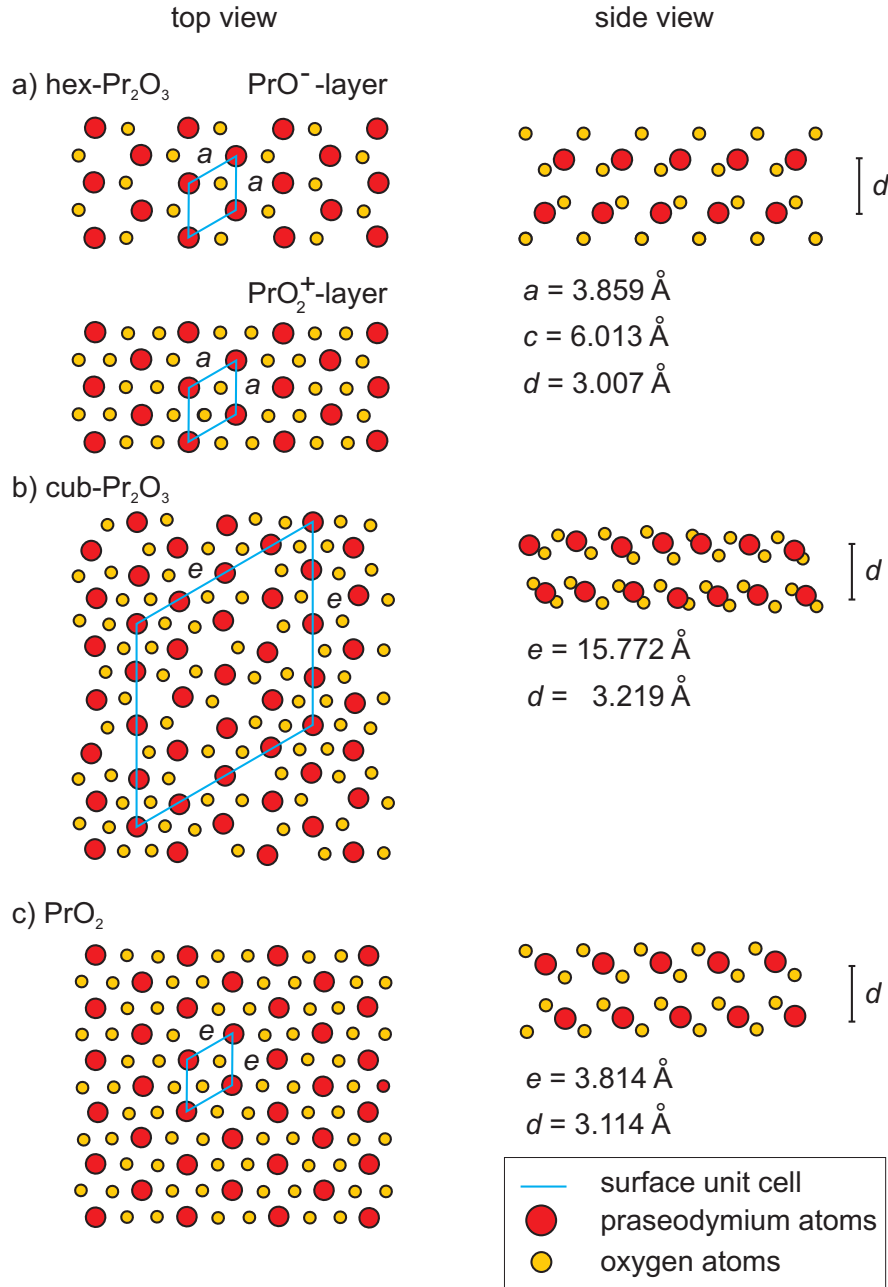 top view
side view
a) hex-Pr₂O₃
PrO⁻-layer
a
a
d
PrO₂⁺-layer
a
a
a = 3.859 Å
c = 6.013 Å
d = 3.007 Å
b) cub-Pr₂O₃
e
e
d
e = 15.772 Å
d = 3.219 Å
c) PrO₂
e
e
d
e = 3.814 Å
d = 3.114 Å
surface unit cell
praseodymium atoms
oxygen atoms